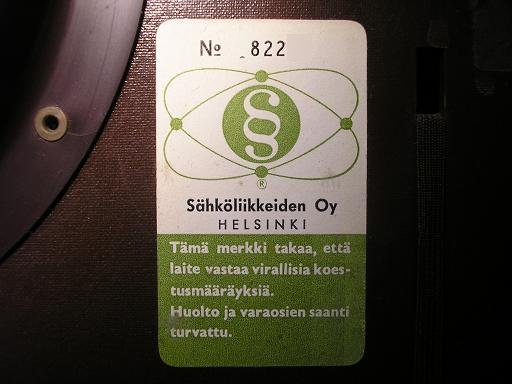 № 822
§
®
Sähköliikkeiden Oy
HELSINKI
Tämä merkki takaa, että
laite vastaa virallisia koes-
tusmääräyksiä.
Huolto ja varaosien saanti
turvattu.